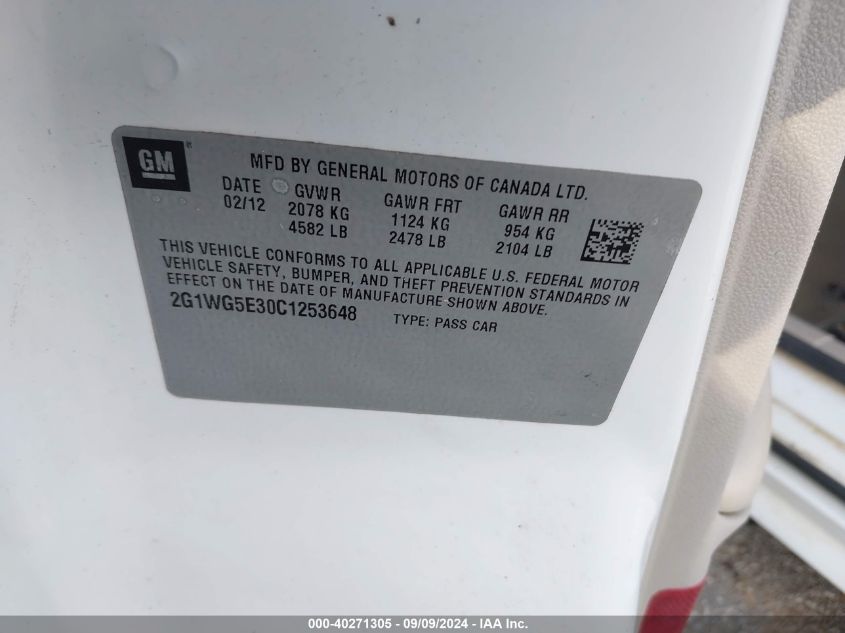 GM
MFD BY GENERAL MOTORS OF CANADA LTD.
DATE GVWR GAWR FRT GAWR RR
02/12 2078 KG 1124 KG 954 KG
4582 LB 2478 LB 2104 LB
THIS VEHICLE CONFORMS TO ALL APPLICABLE U.S. FEDERAL MOTOR
VEHICLE SAFETY, BUMPER, AND THEFT PREVENTION STANDARDS IN
EFFECT ON THE DATE OF MANUFACTURE SHOWN ABOVE.
2G1WG5E30C1253648 TYPE: PASS CAR
000-40271305 - 09/09/2024 - IAA Inc.